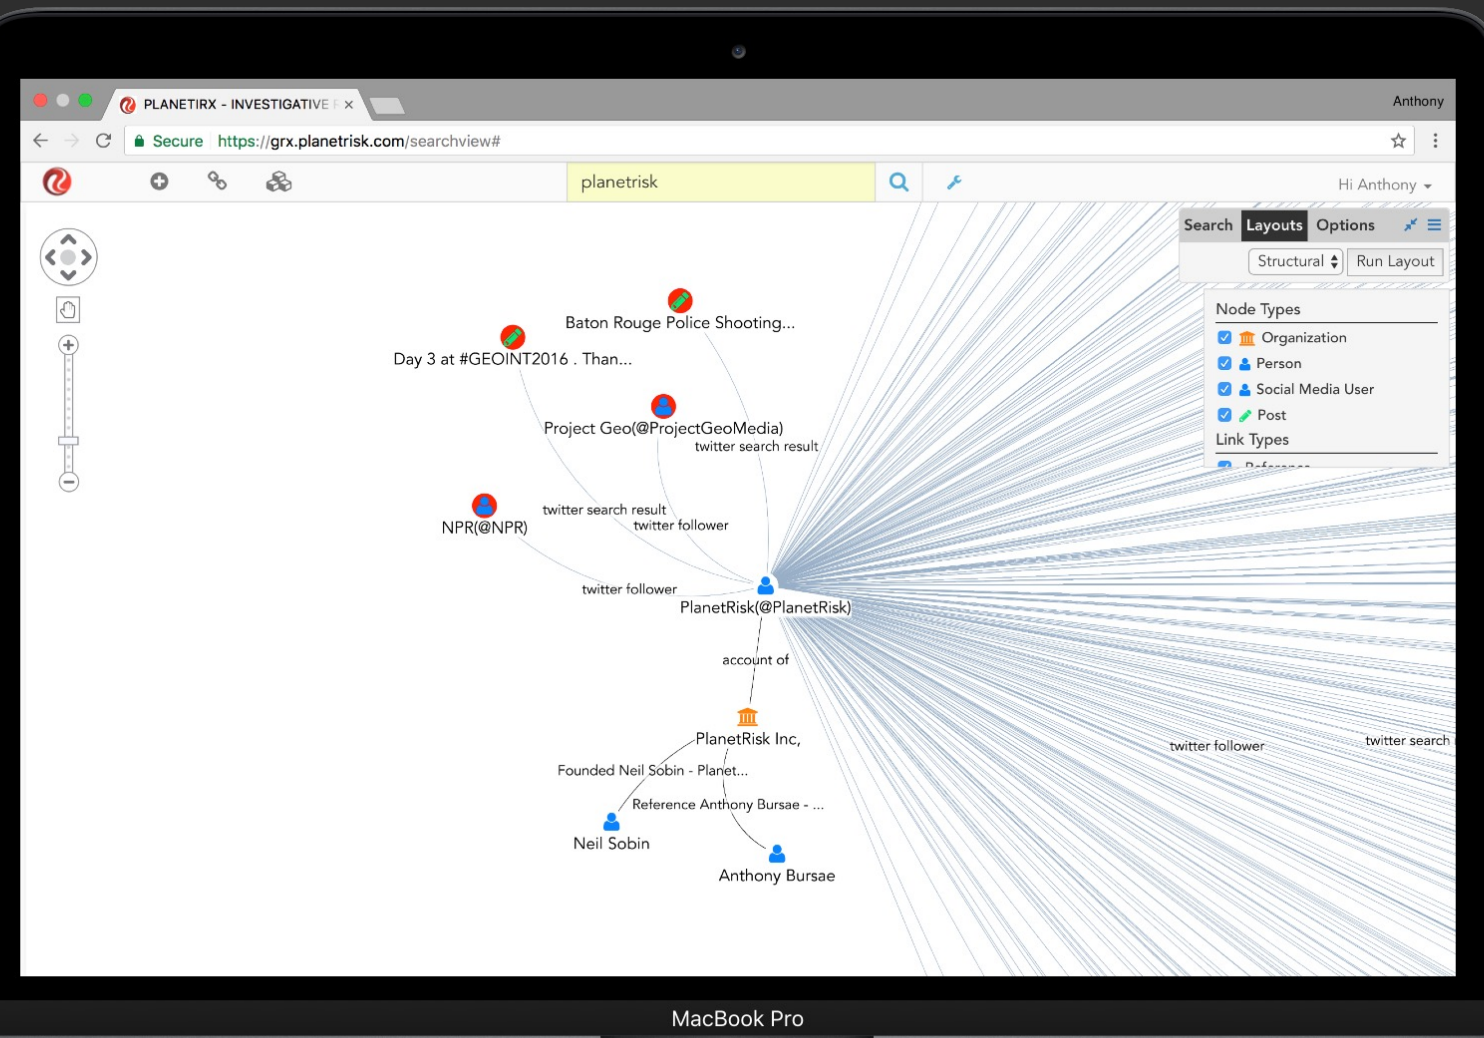 PLANETIRX - INVESTIGATIVE
Anthony
Secure https://grx.planetrisk.com/searchview#
planetrisk
Hi Anthony
Search Layouts Options
Structural Run Layout
Node Types
Organization
Person
Social Media User
Post
Link Types
Reference
Baton Rouge Police Shooting...
Day 3 at #GEOINT2016 . Than...
Project Geo(@ProjectGeoMedia)
twitter search result
twitter search result
twitter follower
NPR(@NPR)
twitter follower
PlanetRisk(@PlanetRisk)
account of
PlanetRisk Inc,
twitter follower
twitter search
Founded Neil Sobin - Planet...
Reference Anthony Bursae - ...
Neil Sobin
Anthony Bursae
MacBook Pro